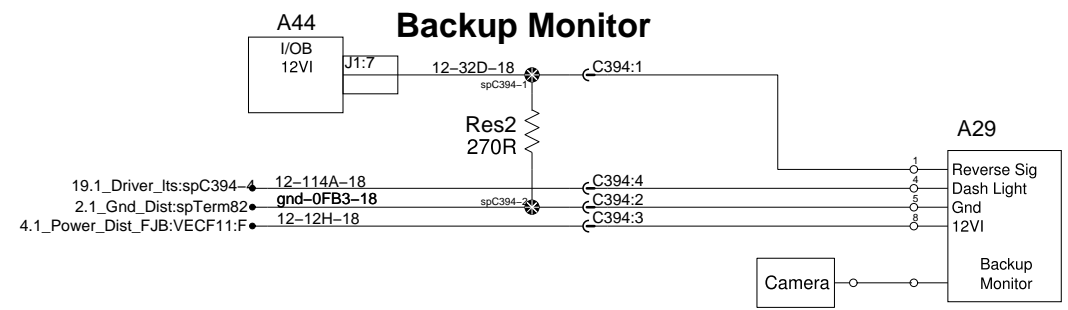 A44
Backup Monitor
I/OB
12VI
J1:7
12–32D–18
C394:1
spC394–1
Res2
270R
A29
19.1_Driver_lts:spC394–4
12–114A–18
C394:4
2.1_Gnd_Dist:spTerm82
gnd–0FB3–18
spC394–2
C394:2
4.1_Power_Dist_FJB:VECF11:F
12–12H–18
C394:3
1
Reverse Sig
4
Dash Light
5
Gnd
8
12VI
Backup
Monitor
Camera